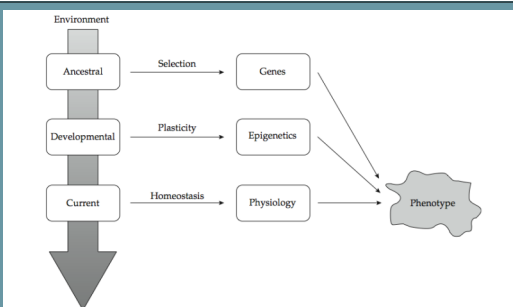 Environment
Ancestral
Selection
Genes
Developmental
Plasticity
Epigenetics
Current
Homeostasis
Physiology
Phenotype